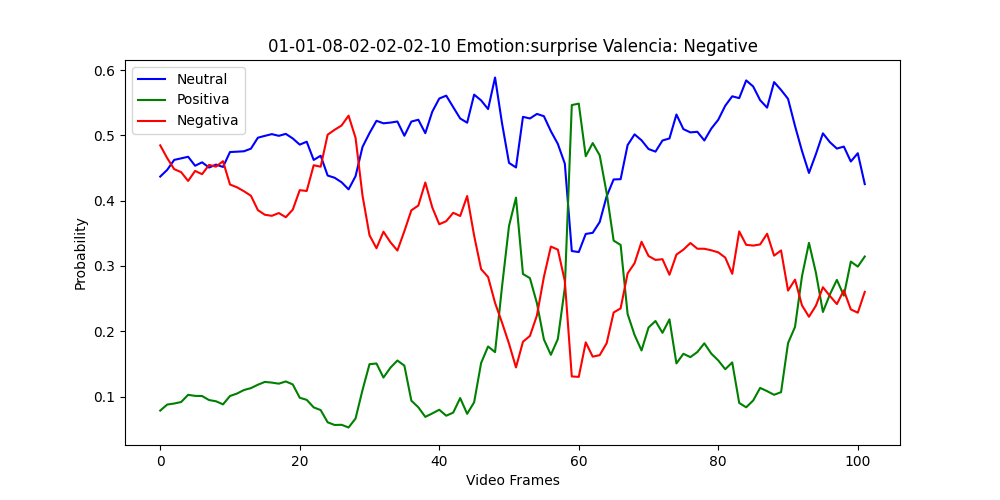 01-01-08-02-02-02-10 Emotion:surprise Valencia: Negative
Neutral
Positiva
Negativa
Probability
0.6
0.5
0.4
0.3
0.2
0.1
0
20
40
60
80
100
Video Frames